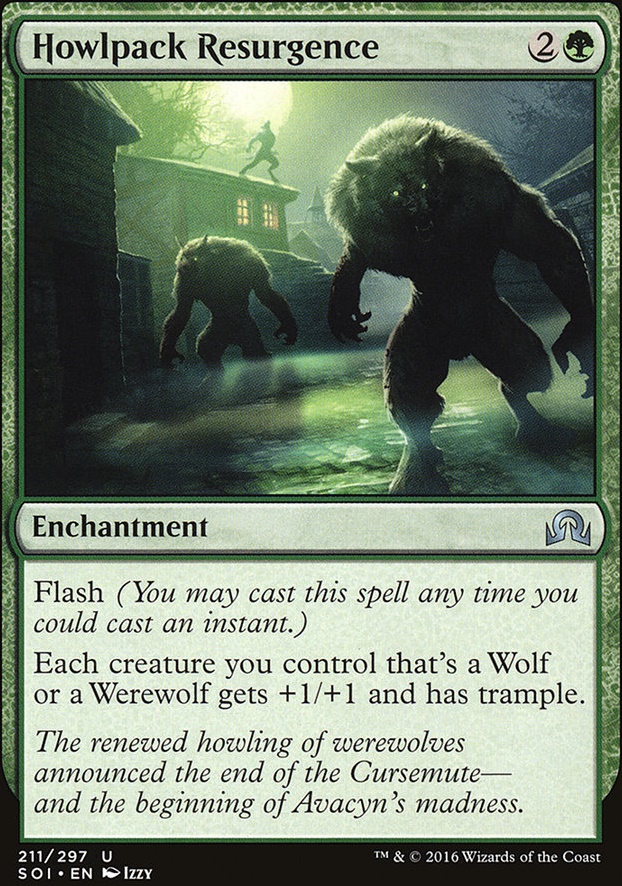 Howlpack Resurgence 2
Enchantment
Flash (You may cast this spell any time you
could cast an instant.)
Each creature you control that's a Wolf
or a Werewolf gets +1/+1 and has trample.
The renewed howling of werewolves
announced the end of the Cursemute—
and the beginning of Avacyn's madness.
211/297 U
SOI • EN Izzy
™ & © 2016 Wizards of the Coast